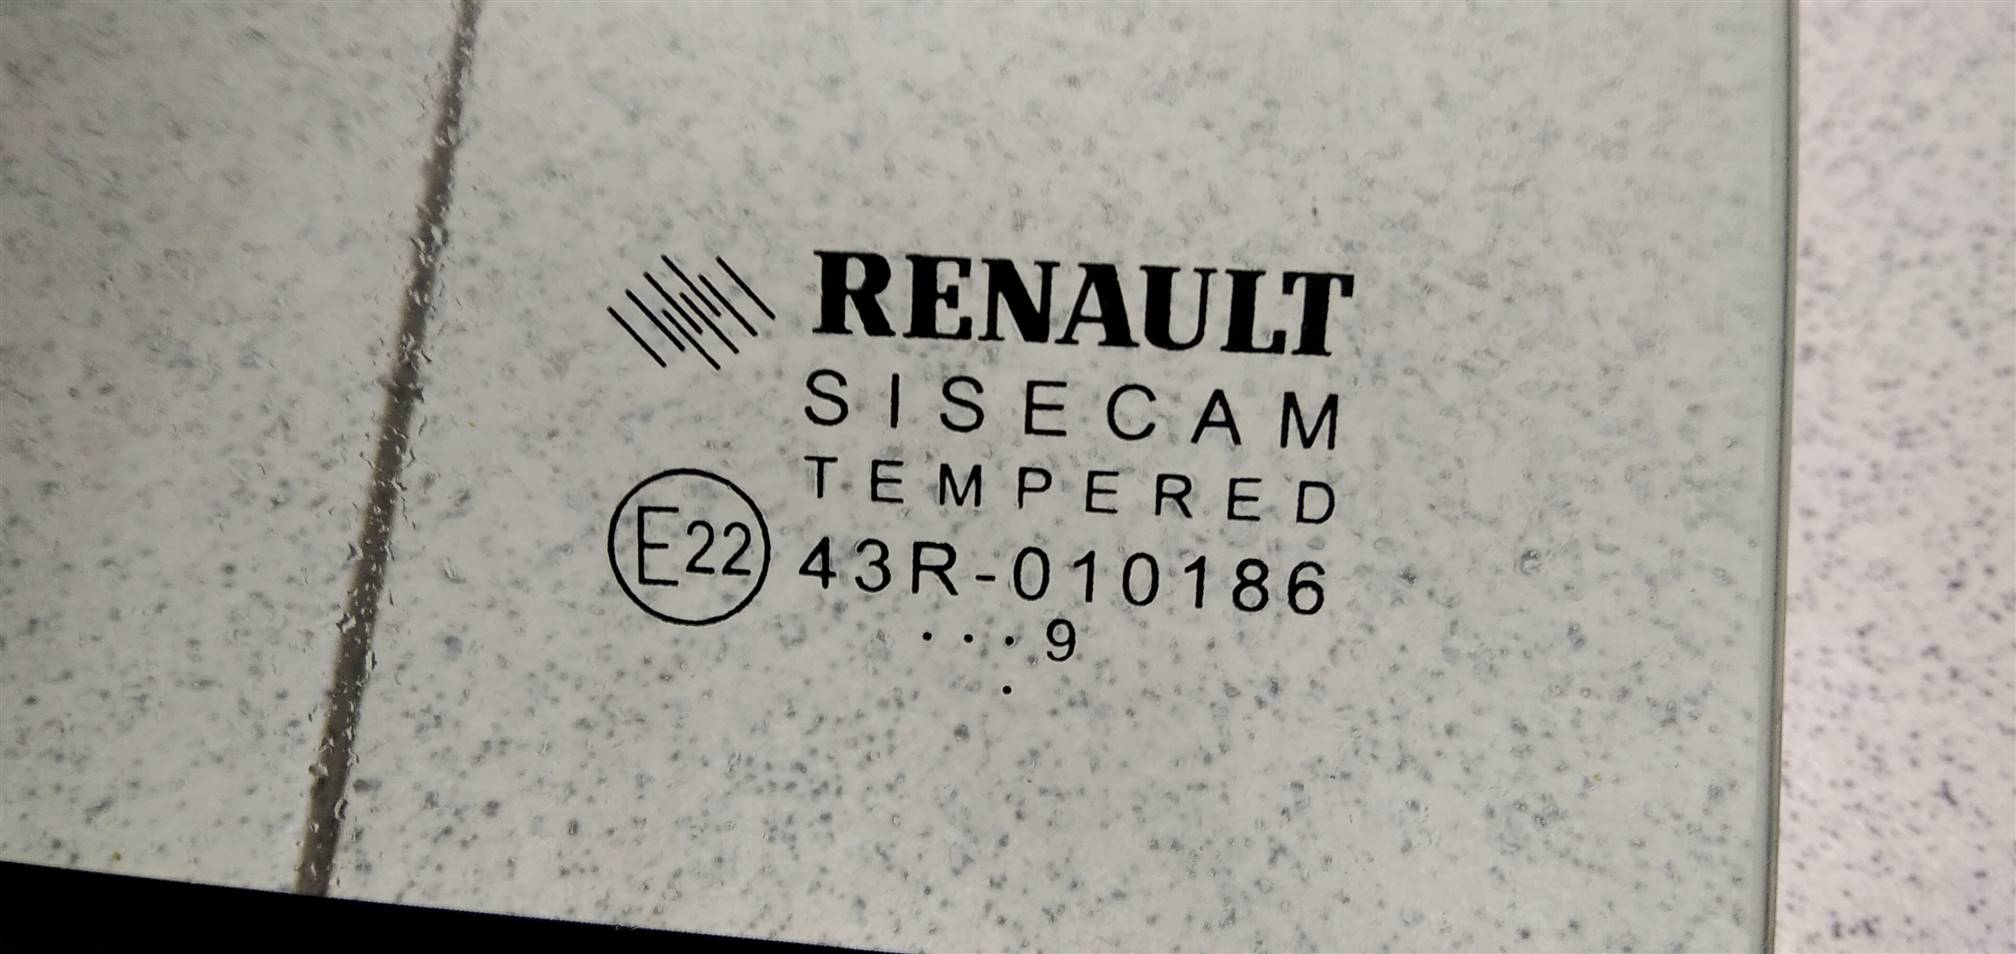 RENAULT
SISECAM
TEMPERED
E22 43R-010186
...9
.